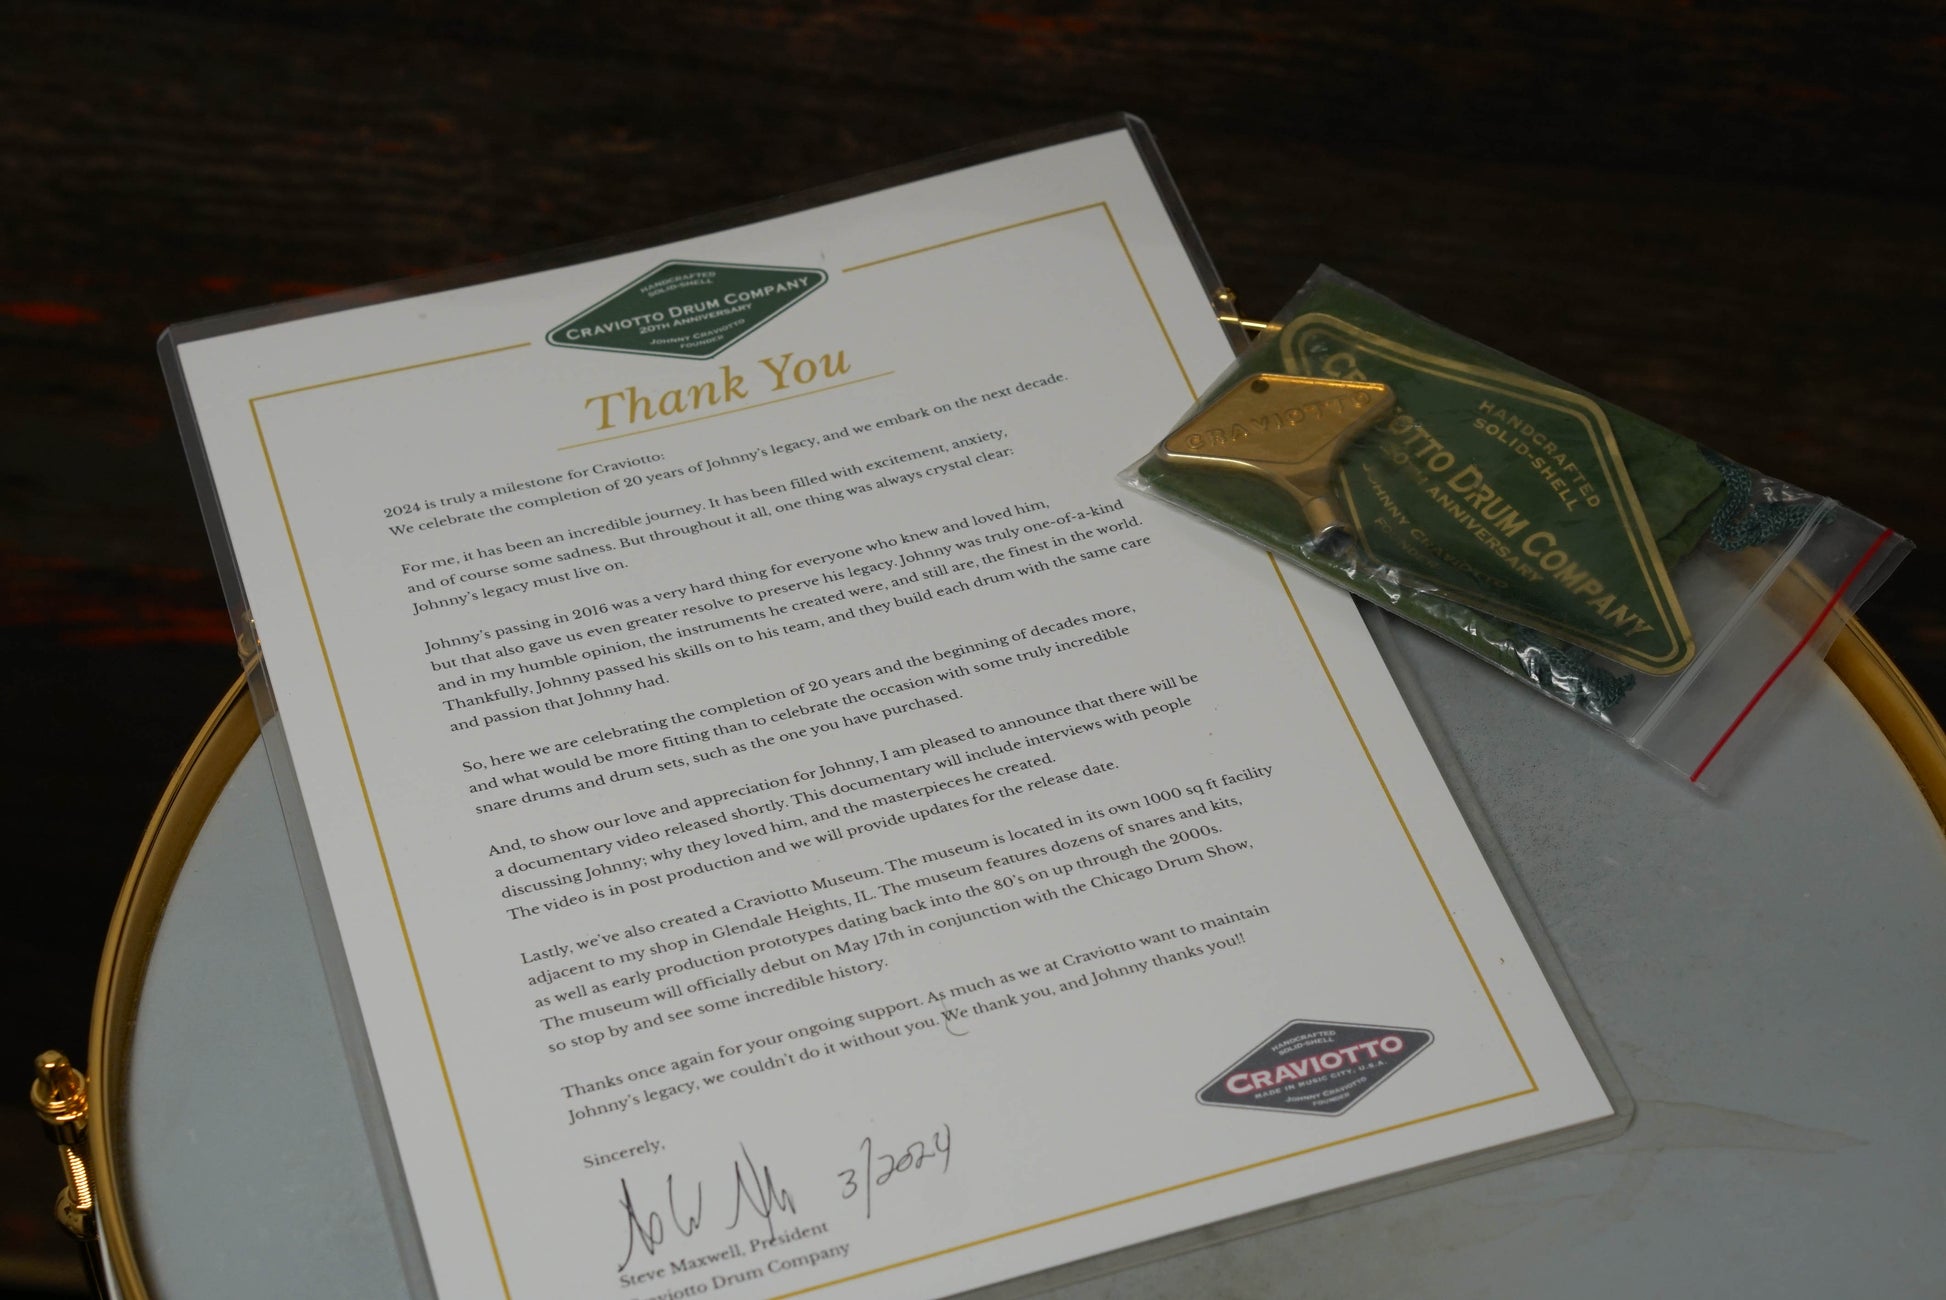 HANDCRAFTED
SOLID-SHELL
CRAVIOTTO DRUM COMPANY
20TH ANNIVERSARY
JOHNNY CRAVIOTTO
FOUNDER
Thank You
2024 is truly a milestone for Craviotto:
We celebrate the completion of 20 years of Johnny's legacy, and we embark on the next decade.
For me, it has been an incredible journey. It has been filled with excitement, anxiety,
and of course some sadness. But throughout it all, one thing was always crystal clear:
Johnny's legacy must live on.
Johnny's passing in 2016 was a very hard thing for everyone who knew and loved him,
but that also gave us even greater resolve to preserve his legacy. Johnny was truly one-of-a-kind
and in my humble opinion, the instruments he created were, and still are, the finest in the world.
Thankfully, Johnny passed his skills on to his team, and they build each drum with the same care
and passion that Johnny had.
So, here we are celebrating the completion of 20 years and the beginning of decades more,
and what would be more fitting than to celebrate the occasion with some truly incredible
snare drums and drum sets, such as the one you have purchased.
And, to show our love and appreciation for Johnny, I am pleased to announce that there will be
a documentary video released shortly. This documentary will include interviews with people
discussing Johnny; why they loved him, and the masterpieces he created.
The video is in post production and we will provide updates for the release date.
Lastly, we've also created a Craviotto Museum. The museum is located in its own 1000 sq ft facility
adjacent to my shop in Glendale Heights, IL. The museum features dozens of snares and kits,
as well as early production prototypes dating back into the 80's on up through the 2000s.
The museum will officially debut on May 17th in conjunction with the Chicago Drum Show,
so stop by and see some incredible history.
Thanks once again for your ongoing support. As much as we at Craviotto want to maintain
Johnny's legacy, we couldn't do it without you. We thank you, and Johnny thanks you!!
Sincerely,
3/2024
Steve Maxwell, President
Craviotto Drum Company
HANDCRAFTED
SOLID-SHELL
CRAVIOTTO
MADE IN MUSIC CITY, U.S.A.
JOHNNY CRAVIOTTO
FOUNDER
CRAVIOTTO
HANDCRAFTED
SOLID-SHELL
CRAVIOTTO DRUM COMPANY
20TH ANNIVERSARY
JOHNNY CRAVIOTTO
FOUNDER